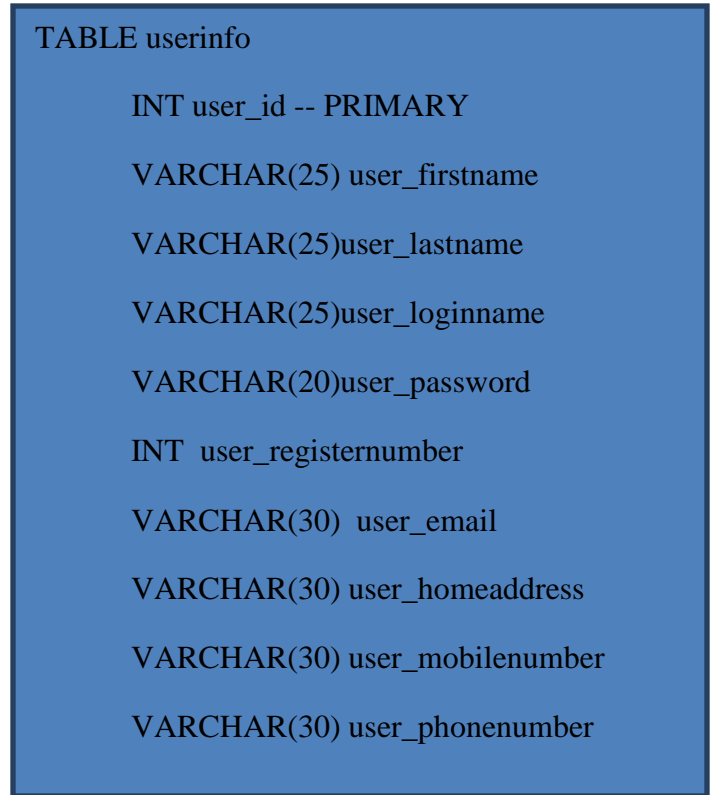 TABLE userinfo
INT user_id -- PRIMARY
VARCHAR(25) user_firstname
VARCHAR(25)user_lastname
VARCHAR(25)user_loginname
VARCHAR(20)user_password
INT  user_registernumber
VARCHAR(30)  user_email
VARCHAR(30) user_homeaddress
VARCHAR(30) user_mobilenumber
VARCHAR(30) user_phonenumber